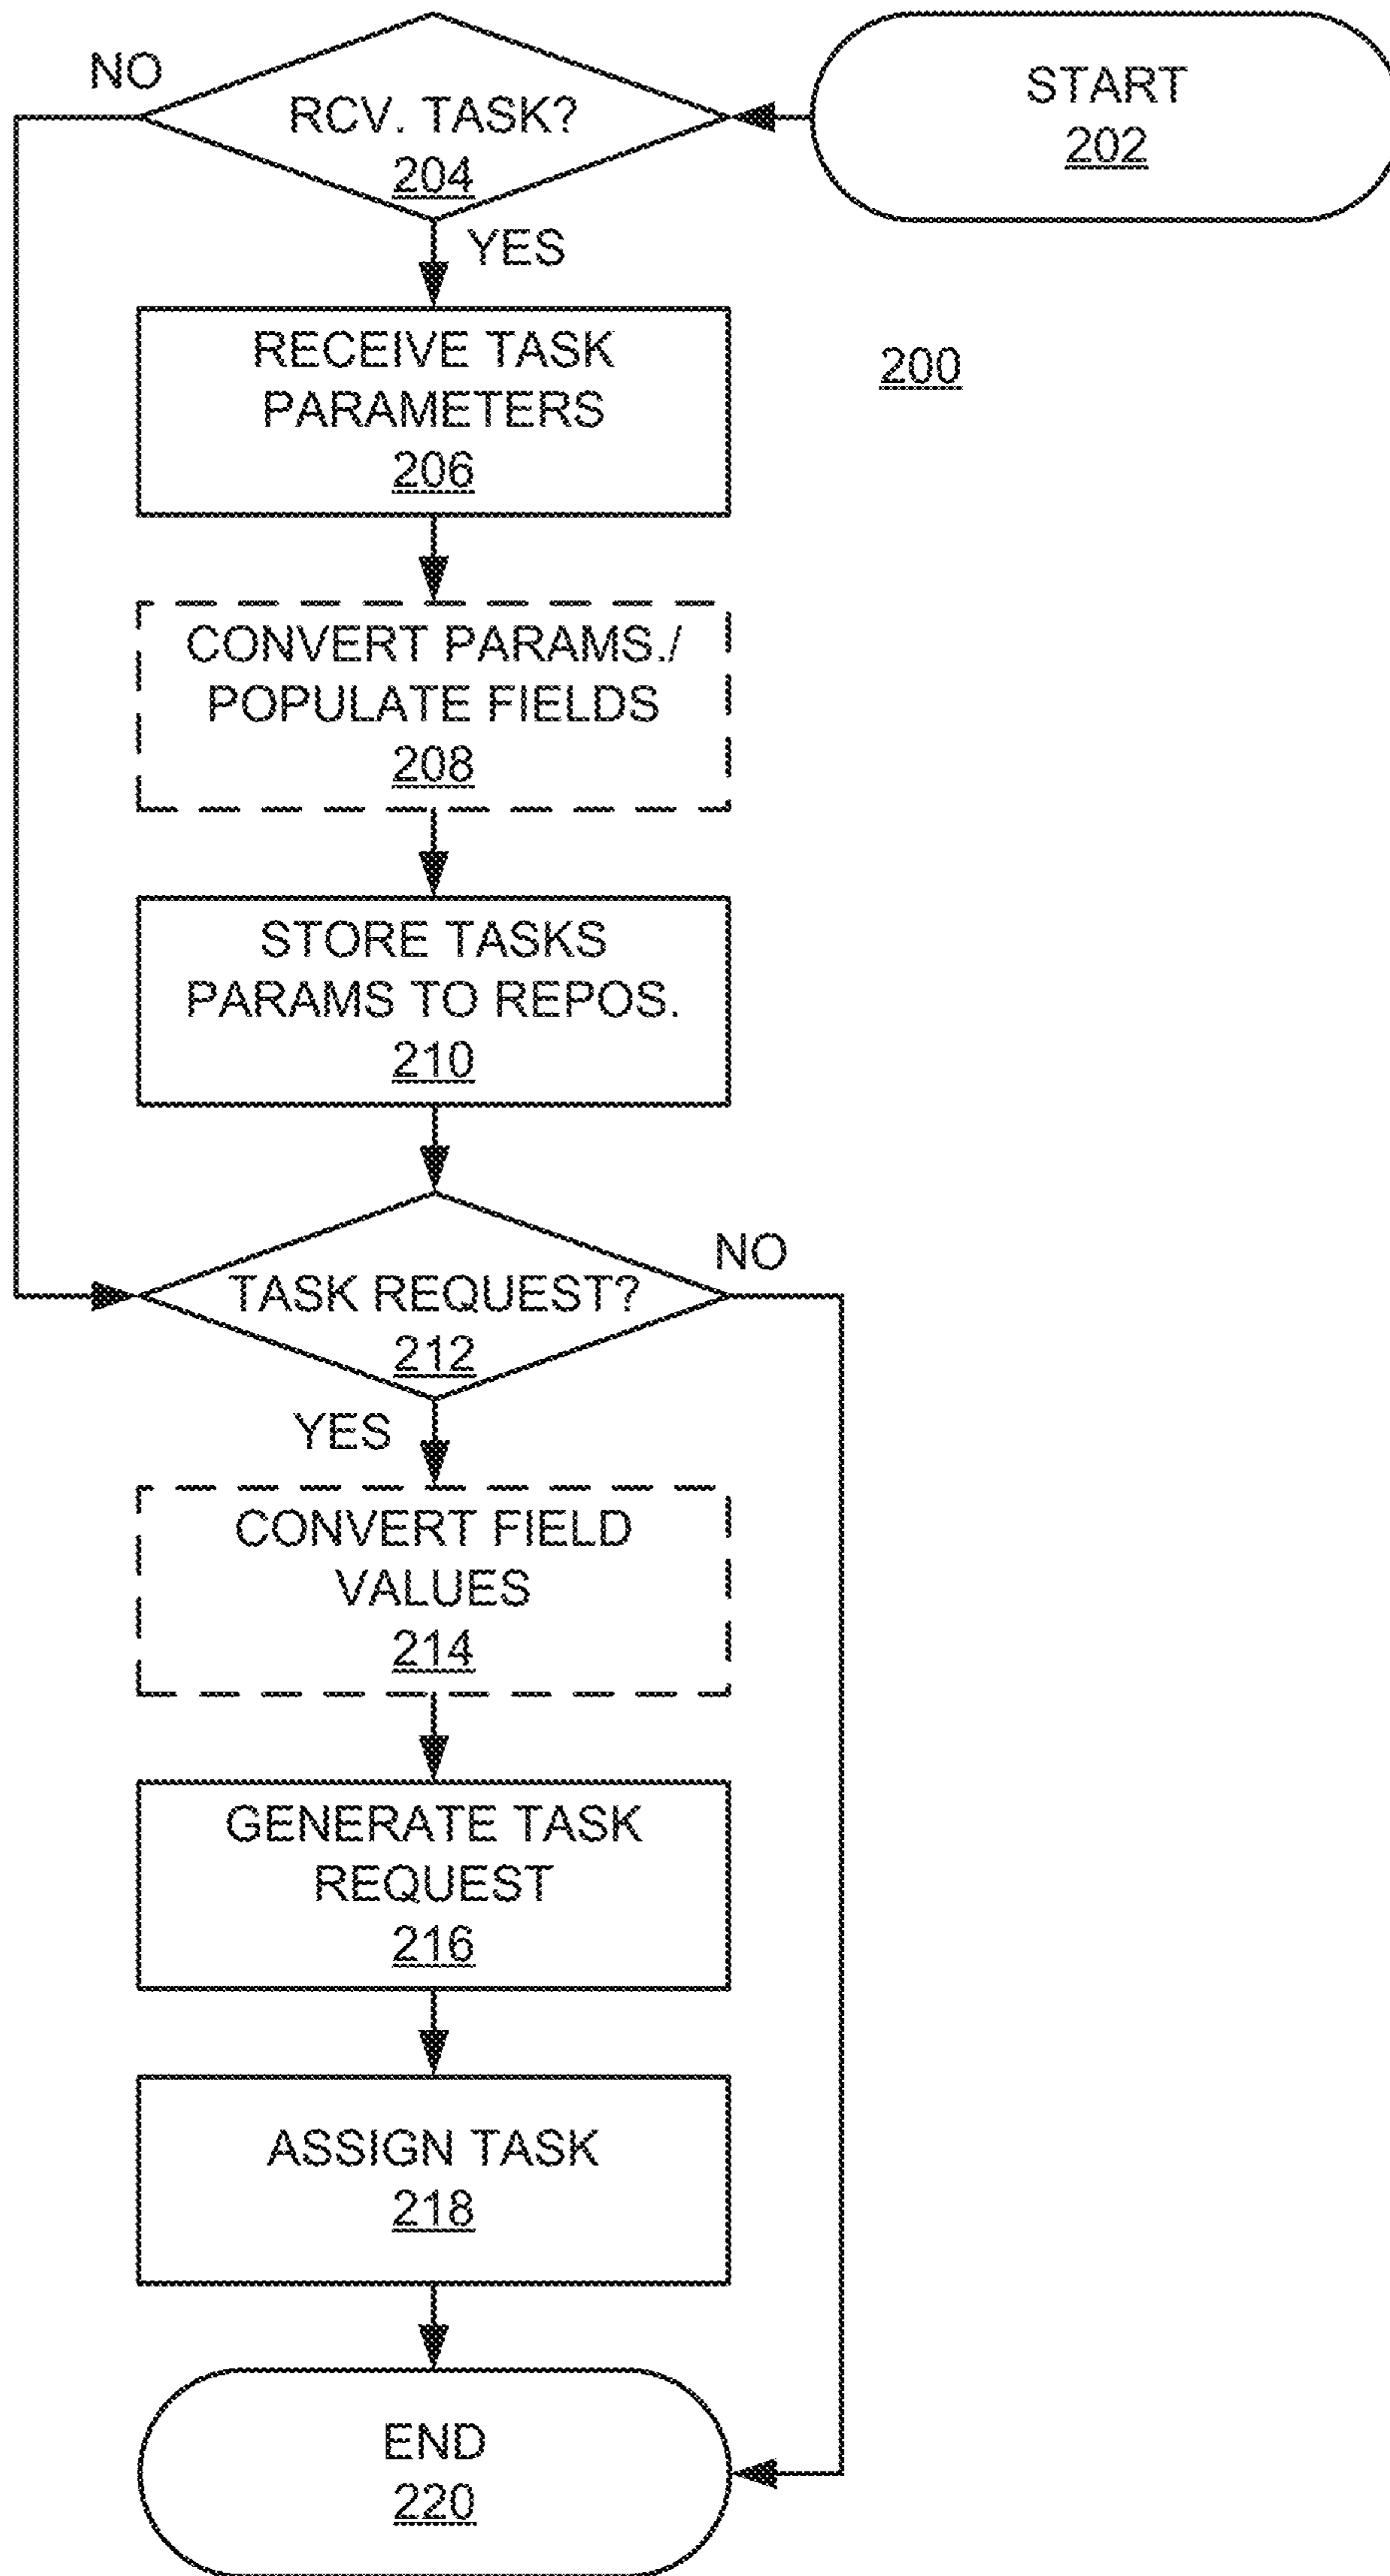 START
202
NO
RCV. TASK?
204
YES
RECEIVE TASK
PARAMETERS
206
200
CONVERT PARAMS./
POPULATE FIELDS
208
STORE TASKS
PARAMS TO REPOS.
210
NO
TASK REQUEST?
212
YES
CONVERT FIELD
VALUES
214
GENERATE TASK
REQUEST
216
ASSIGN TASK
218
END
220